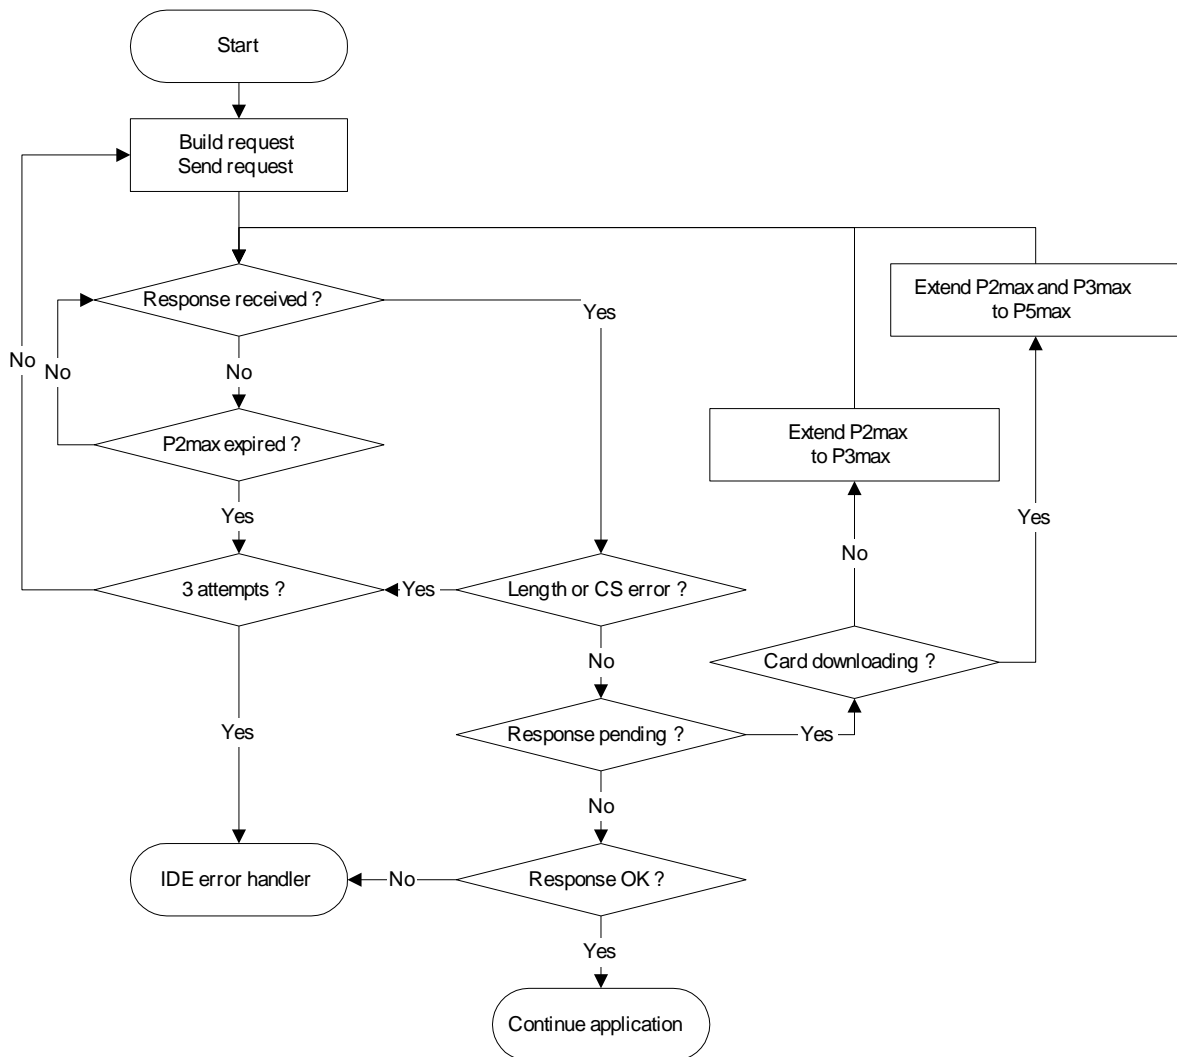 Start
Build request
Send request
Response received ?
Yes
Extend P2max and P3max
to P5max
No
No
No
P2max expired ?
Extend P2max
to P3max
Yes
Yes
No
3 attempts ?
Yes
Length or CS error ?
No
Card downloading ?
Yes
Response pending ?
Yes
No
IDE error handler
No
Response OK ?
Yes
Continue application